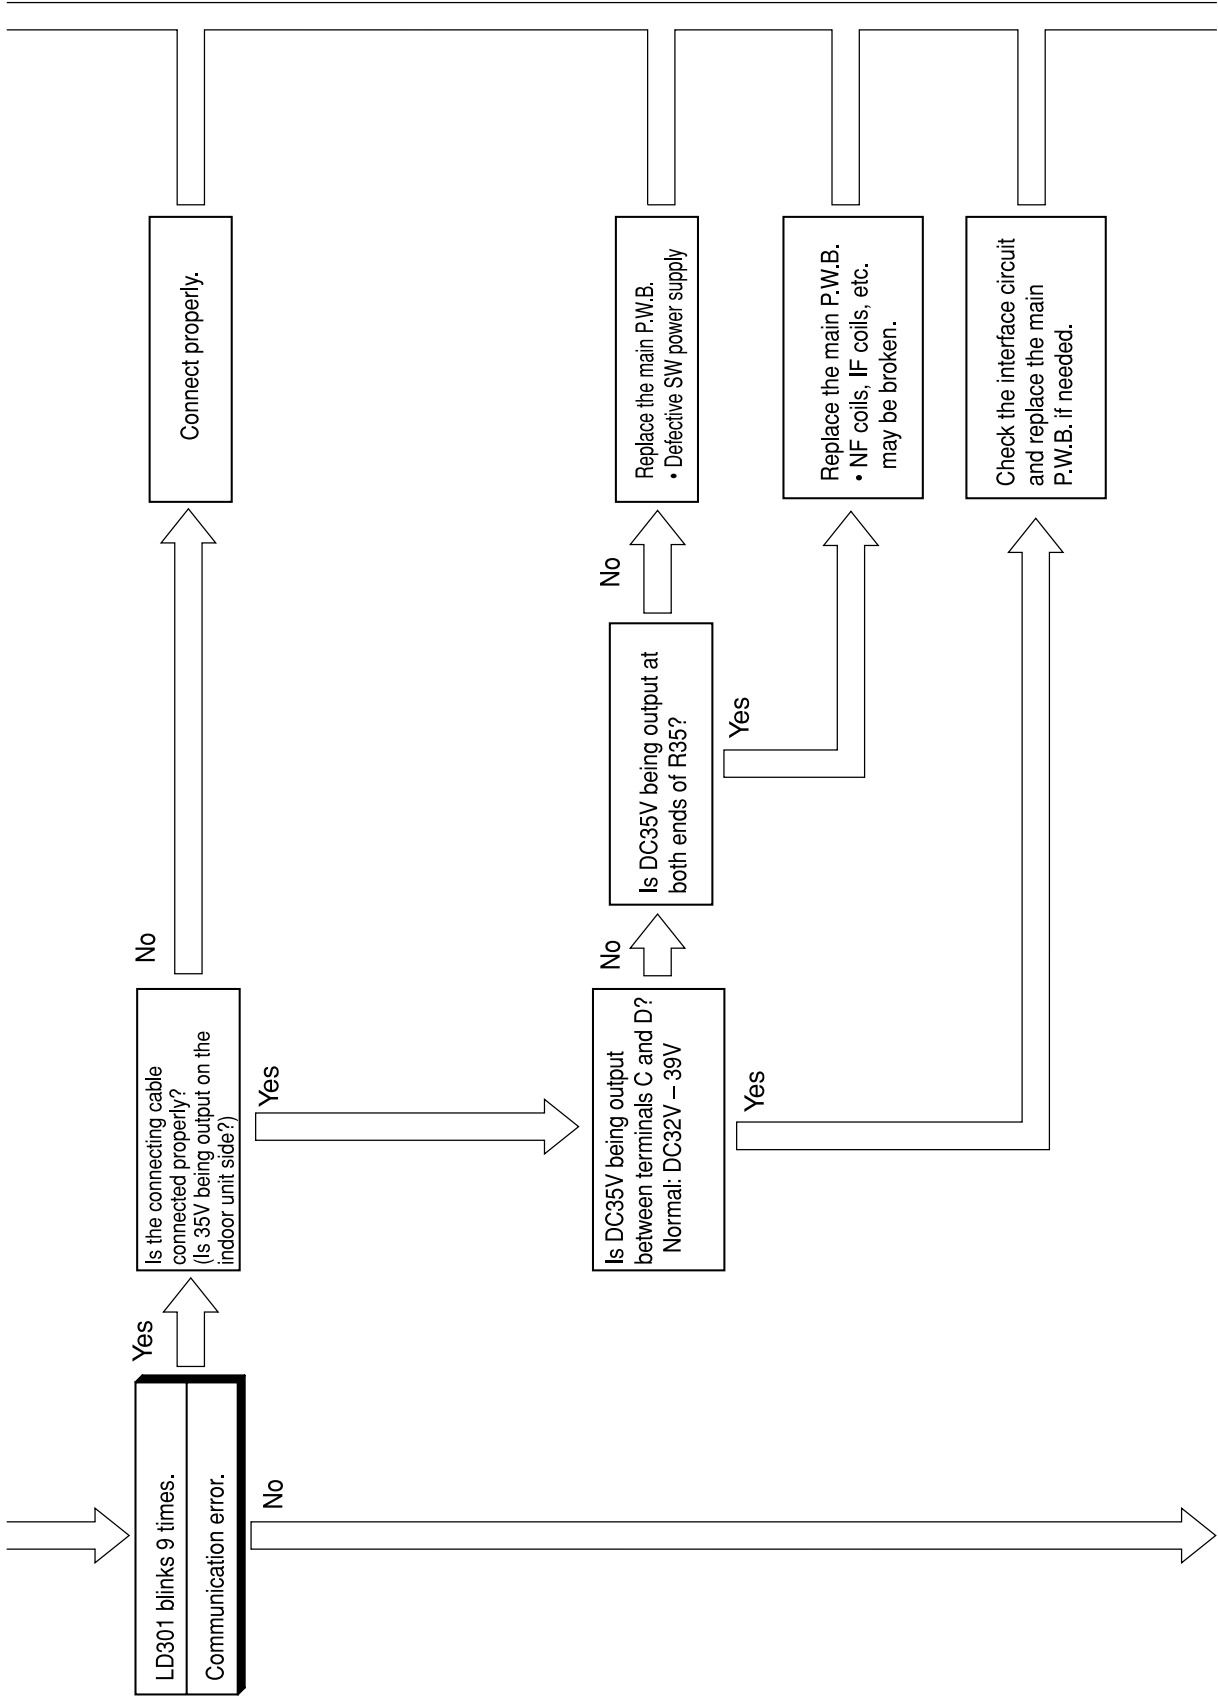 LD301 blinks 9 times.
Communication error.
Yes
No
Is the connecting cable
connected properly?
(Is 35V being output on the
indoor unit side?)
No
Connect properly.
Yes
Is DC35V being output
between terminals C and D?
Normal: DC32V – 39V
No
Is DC35V being output at
both ends of R35?
No
Replace the main P.W.B.
• Defective SW power supply
Yes
Replace the main P.W.B.
• NF coils, IF coils, etc.
may be broken.
Yes
Check the interface circuit
and replace the main
P.W.B. if needed.